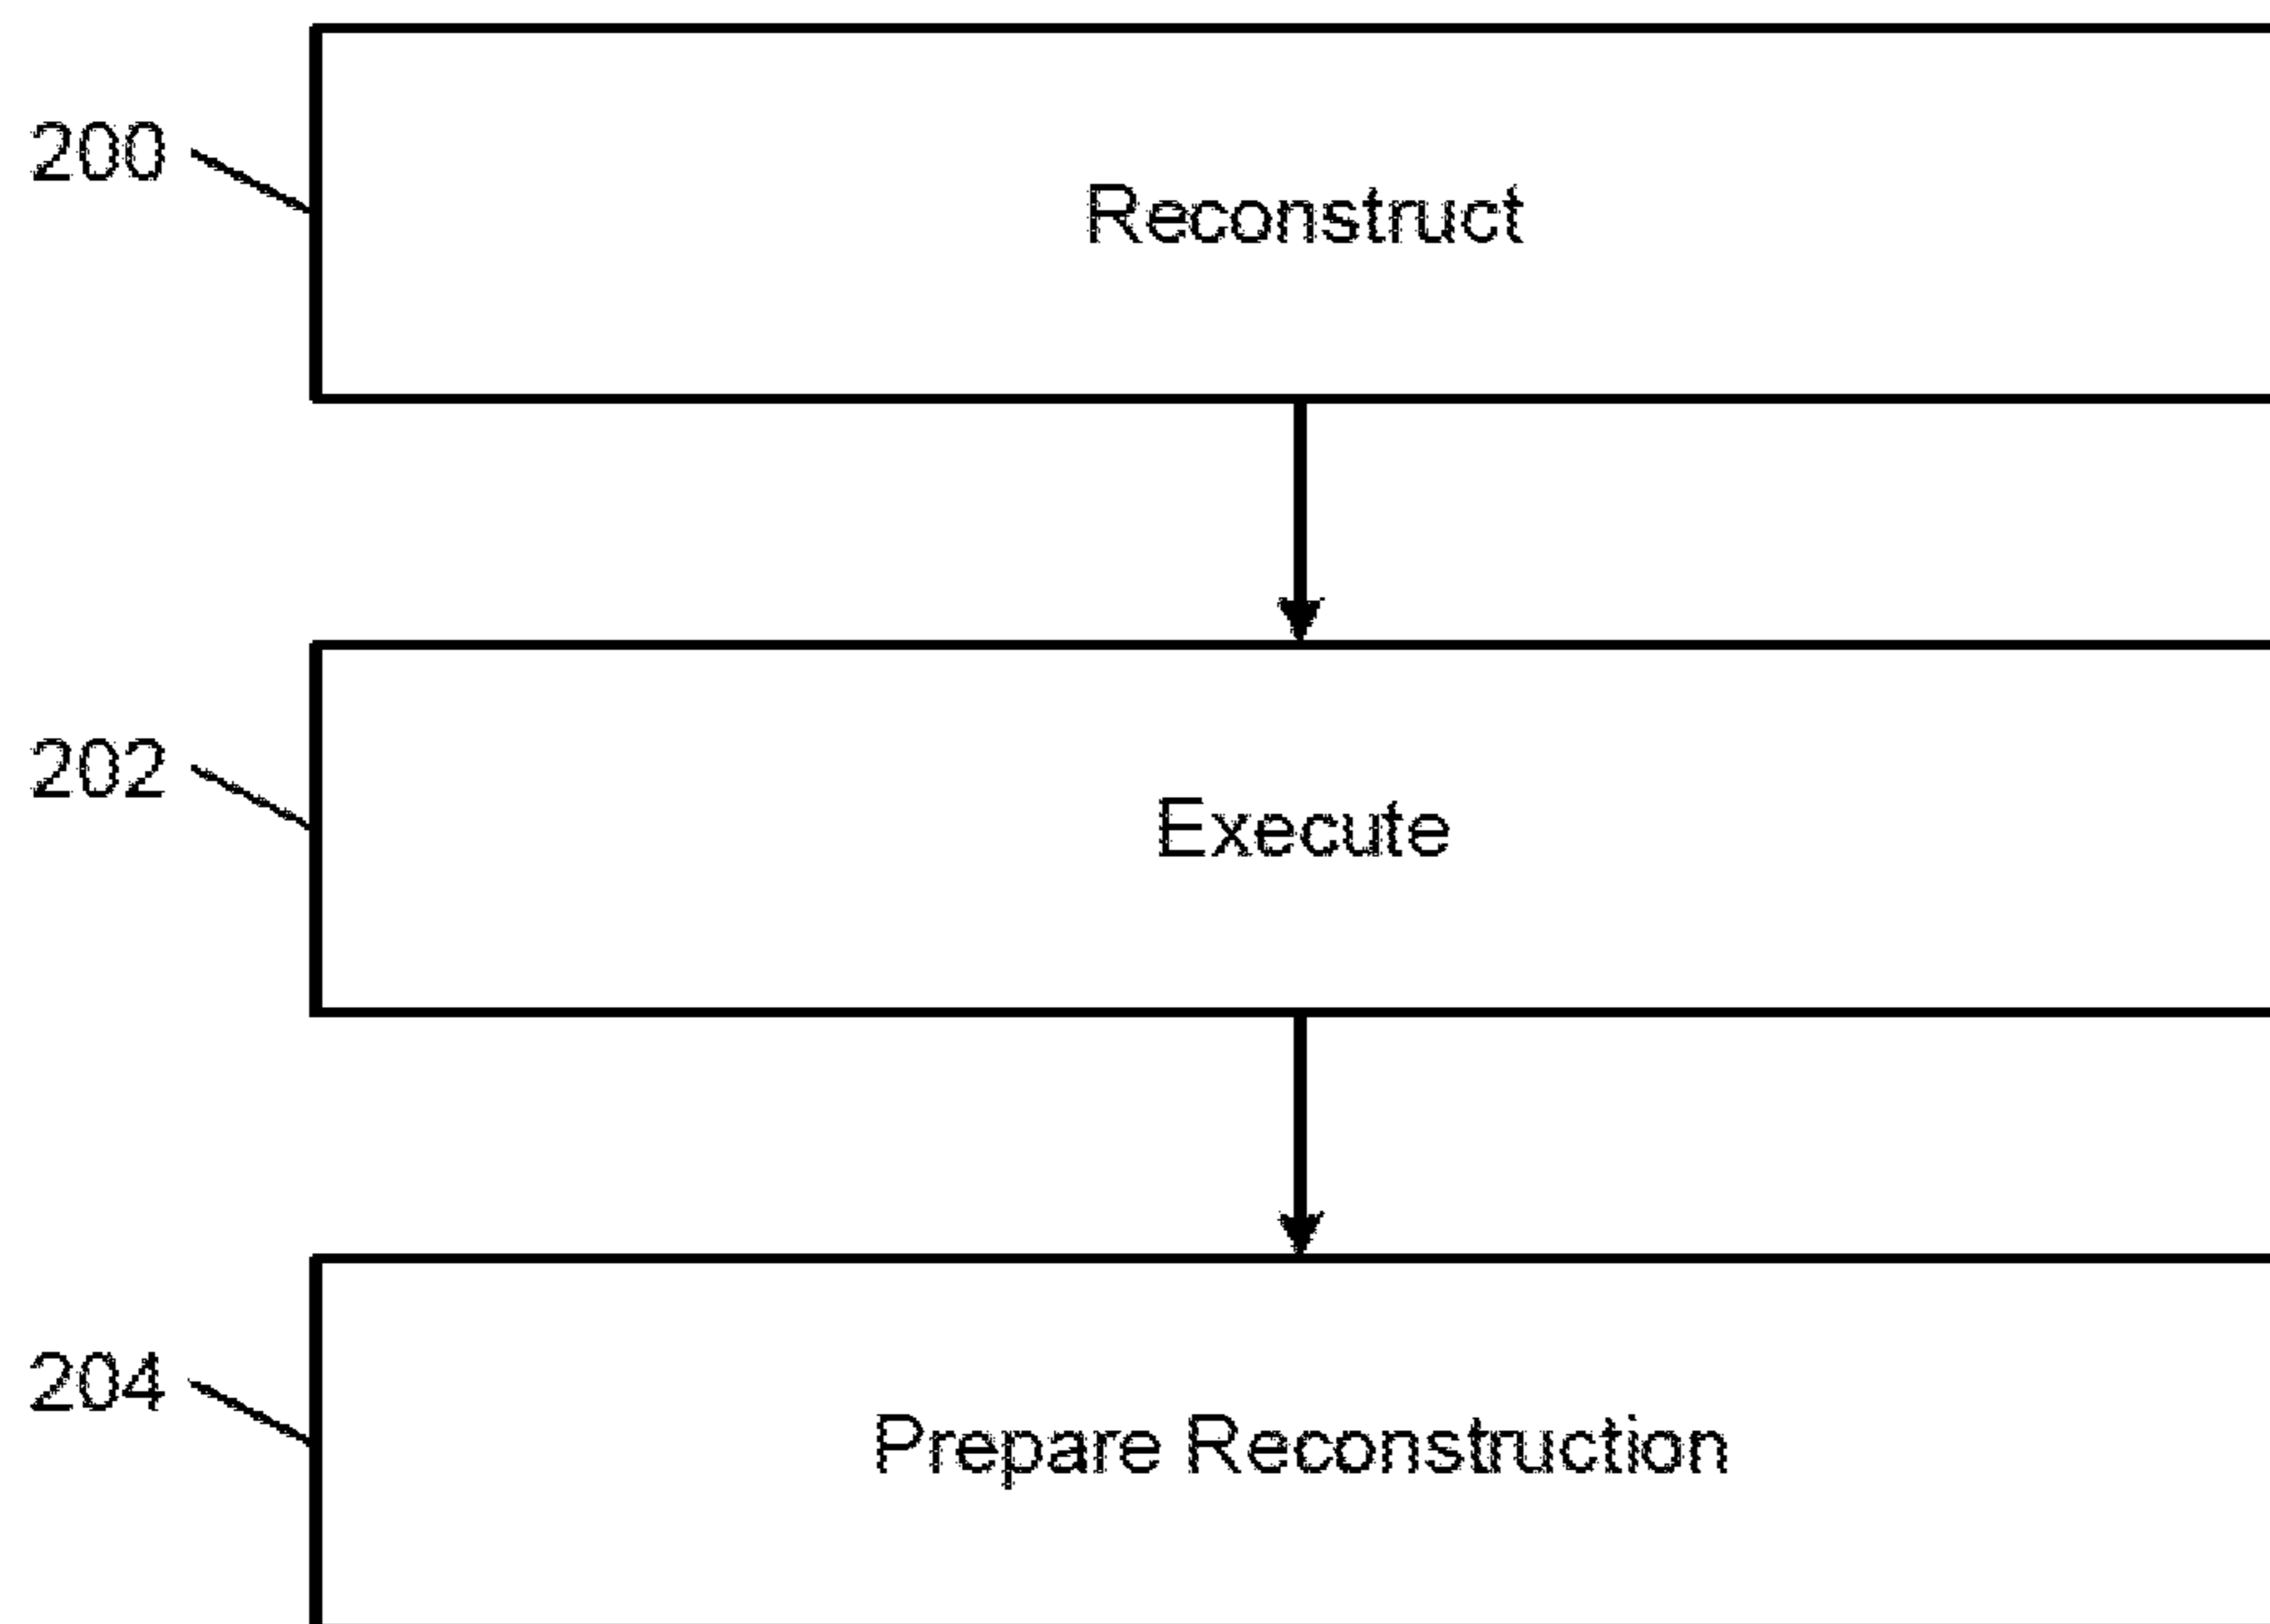 200
Reconstruct
202
Execute
204
Prepare Reconstruction